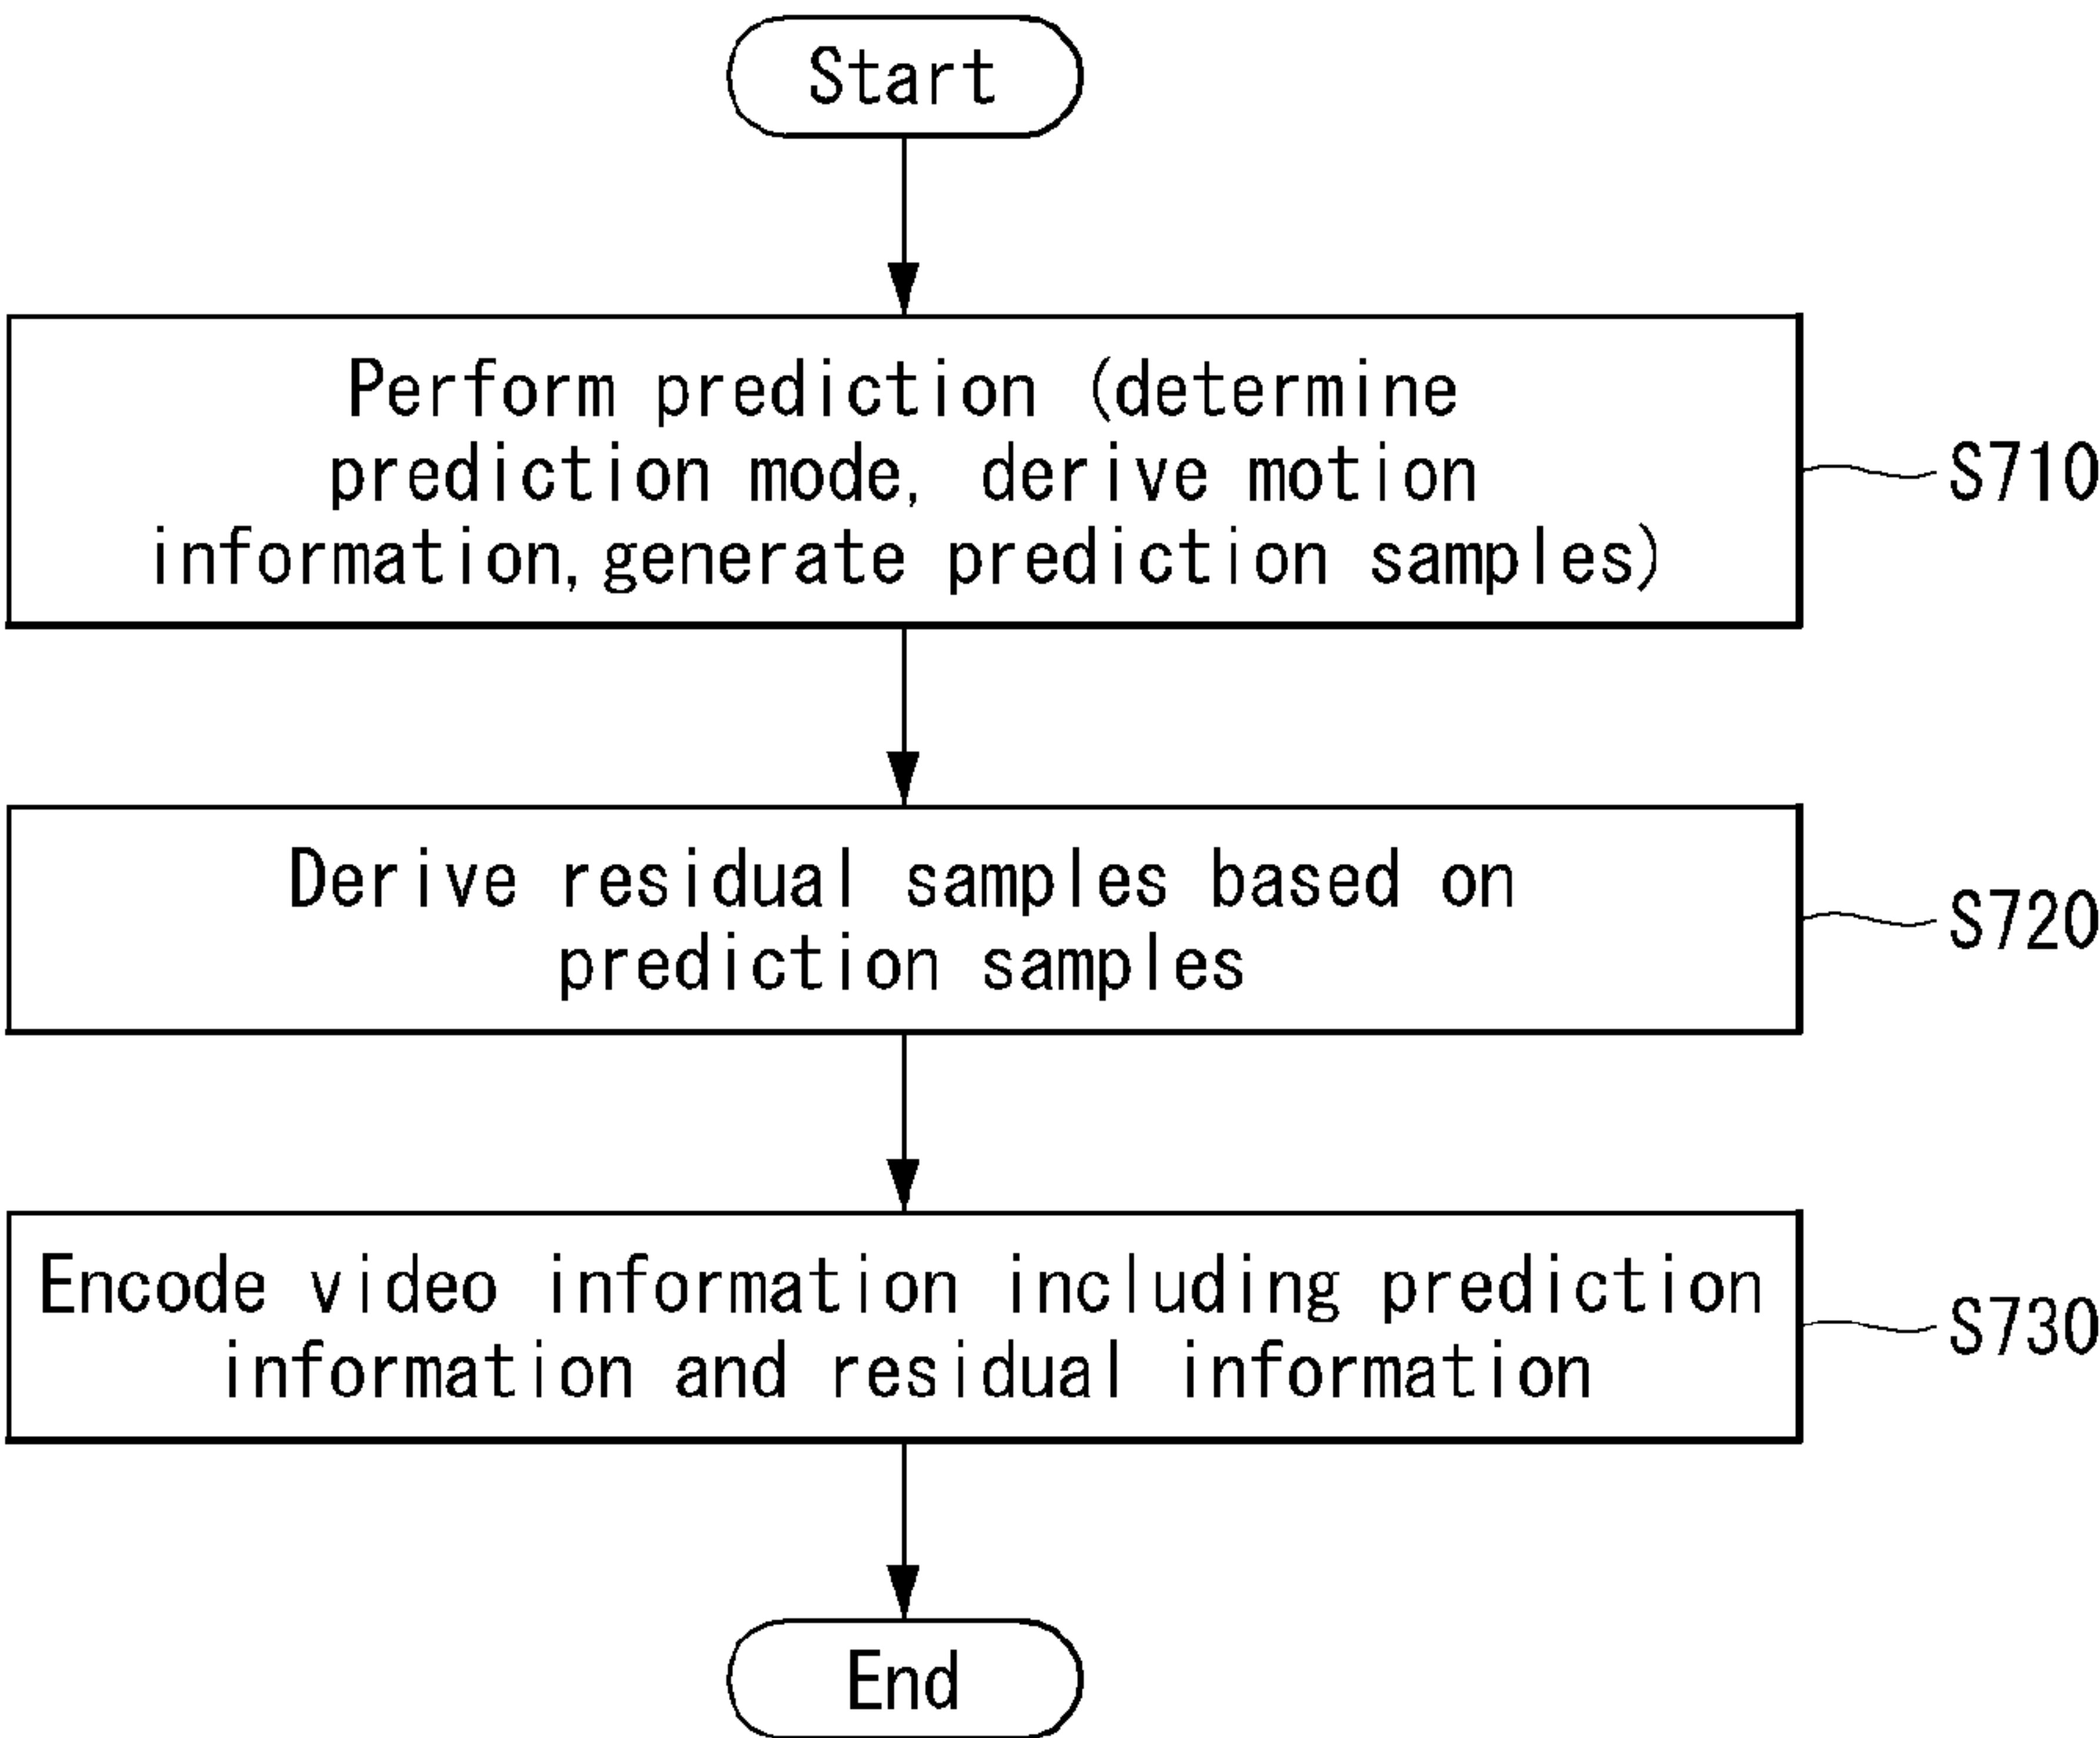 Start
Perform prediction (determine
prediction mode, derive motion
information, generate prediction samples)
S710
Derive residual samples based on
prediction samples
S720
Encode video information including prediction
information and residual information
S730
End